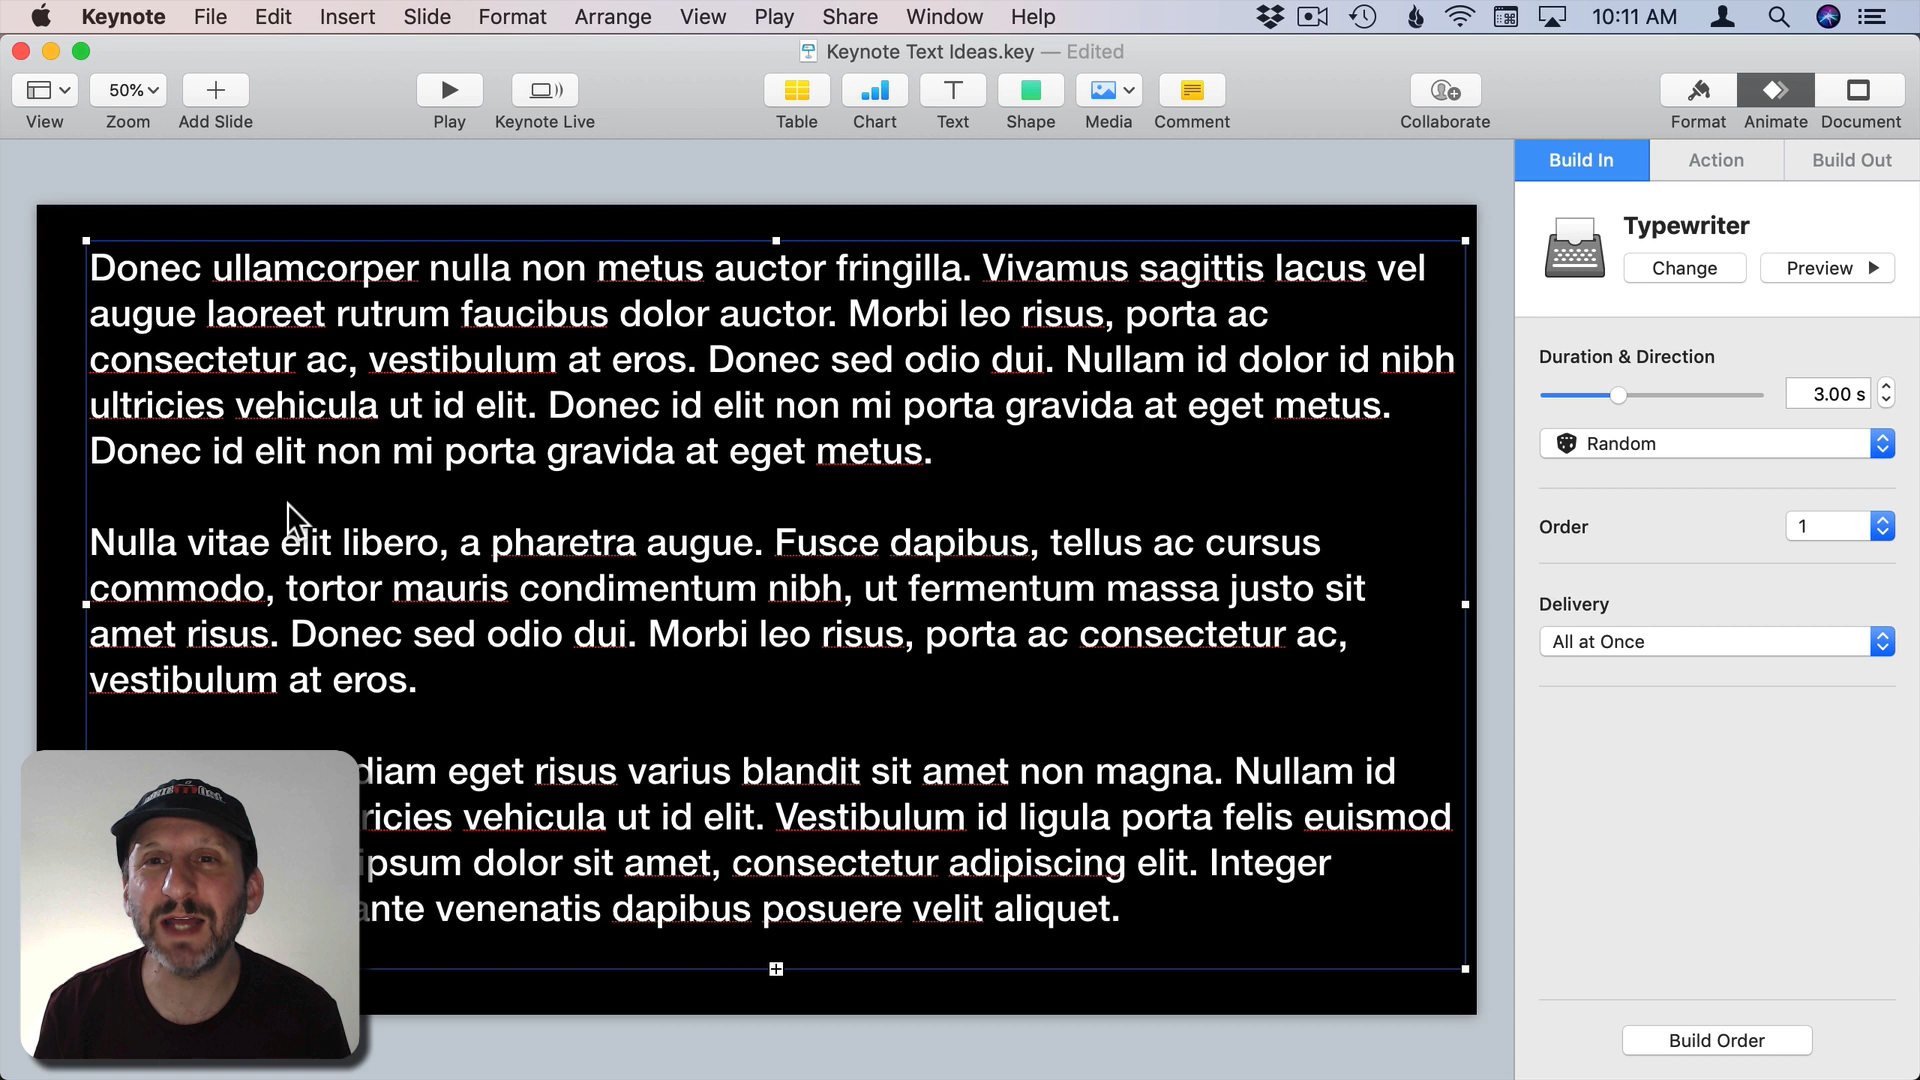 Keynote File Edit Insert Slide Format Arrange View Play Share Window Help 10:11 AM
Keynote Text Ideas.key — Edited
50%
View Zoom Add Slide Play Keynote Live Table Chart Text Shape Media Comment Collaborate Format Animate Document
Build In Action Build Out
Typewriter
Change Preview
Duration & Direction
3.00 s
Random
Order 1
Delivery
All at Once
Build Order
Donec ullamcorper nulla non metus auctor fringilla. Vivamus sagittis lacus vel
augue laoreet rutrum faucibus dolor auctor. Morbi leo risus, porta ac
consectetur ac, vestibulum at eros. Donec sed odio dui. Nullam id dolor id nibh
ultricies vehicula ut id elit. Donec id elit non mi porta gravida at eget metus.
Donec id elit non mi porta gravida at eget metus.
Nulla vitae elit libero, a pharetra augue. Fusce dapibus, tellus ac cursus
commodo, tortor mauris condimentum nibh, ut fermentum massa justo sit
amet risus. Donec sed odio dui. Morbi leo risus, porta ac consectetur ac,
vestibulum at eros.
diam eget risus varius blandit sit amet non magna. Nullam id
ricies vehicula ut id elit. Vestibulum id ligula porta felis euismod
ipsum dolor sit amet, consectetur adipiscing elit. Integer
ante venenatis dapibus posuere velit aliquet.